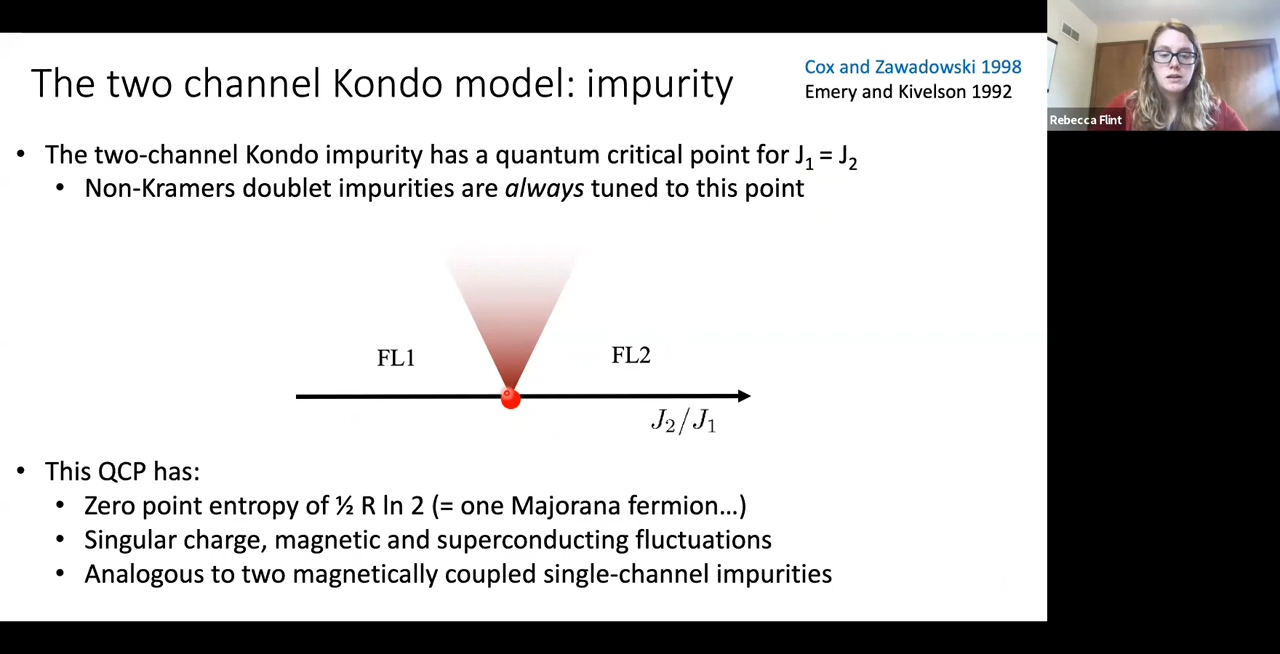 The two channel Kondo model: impurity
Cox and Zawadowski 1998
Emery and Kivelson 1992
Rebecca Flint
• The two-channel Kondo impurity has a quantum critical point for J₁ = J₂
• Non-Kramers doublet impurities are always tuned to this point
FL1
FL2
J₂/J₁
• This QCP has:
• Zero point entropy of ½ R ln 2 (= one Majorana fermion...)
• Singular charge, magnetic and superconducting fluctuations
• Analogous to two magnetically coupled single-channel impurities